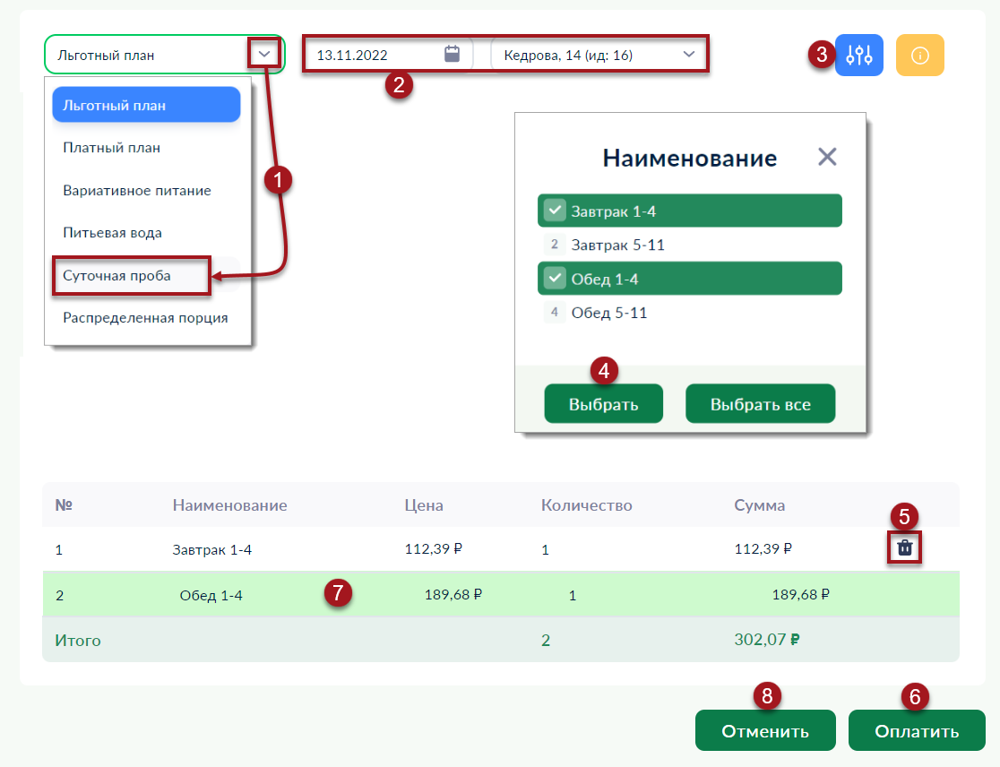 Льготный план
13.11.2022
Кедрова, 14 (ид: 16)
3
2
Льготный план
Платный план
Вариативное питание
Питьевая вода
Суточная проба
Распределенная порция
1
Наименование
Завтрак 1-4
2 Завтрак 5-11
Обед 1-4
4 Обед 5-11
4
Выбрать Выбрать все
№ Наименование Цена Количество Сумма
5
1 Завтрак 1-4 112,39 ₽ 1 112,39 ₽
2 Обед 1-4 7 189,68 ₽ 1 189,68 ₽
Итого 2 302,07 ₽
8 6
Отменить Оплатить